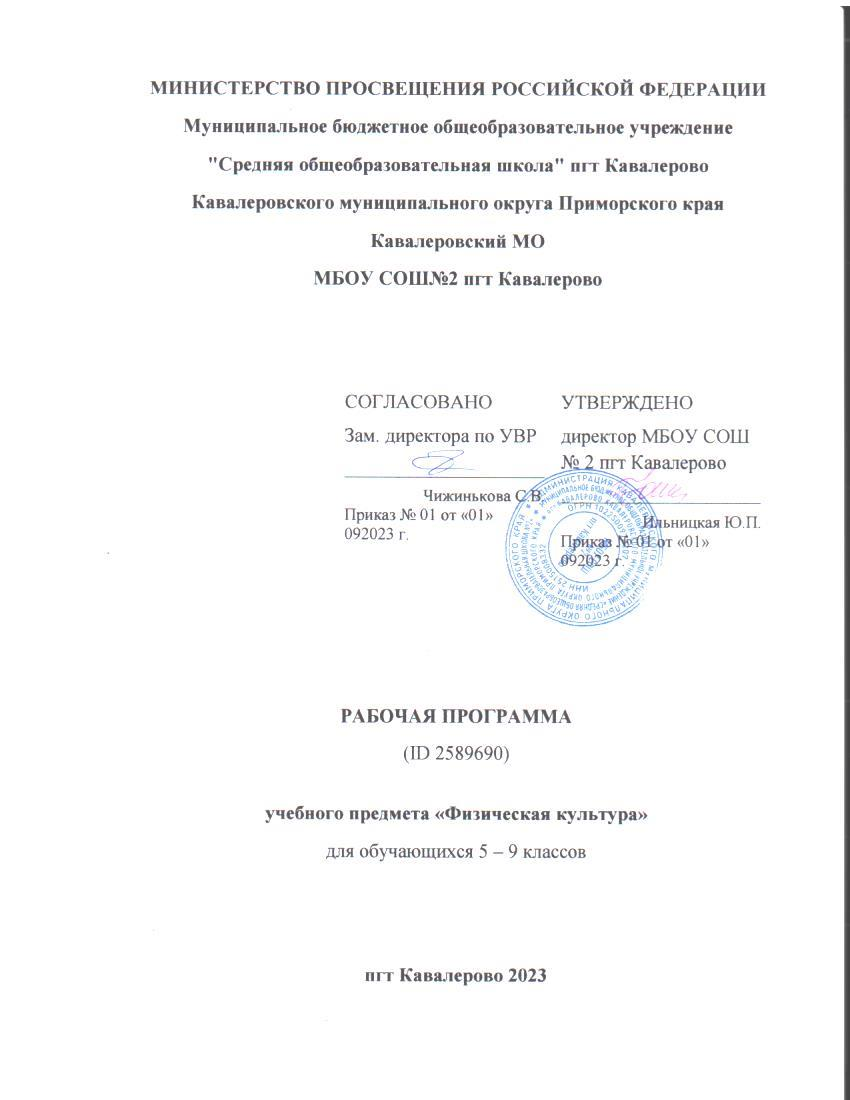 МИНИСТЕРСТВО ПРОСВЕЩЕНИЯ РОССИЙСКОЙ ФЕДЕРАЦИИ
Муниципальное бюджетное общеобразовательное учреждение
"Средняя общеобразовательная школа" пгт Кавалерово
Кавалеровского муниципального округа Приморского края
Кавалеровский МО
МБОУ СОШ№2 пгт Кавалерово
СОГЛАСОВАНО
Зам. директора по УВР
Чижинькова С.В.
Приказ № 01 от «01»
092023 г.
УТВЕРЖДЕНО
директор МБОУ СОШ
№ 2 пгт Кавалерово
Ильницкая Ю.П.
Приказ № 01 от «01»
092023 г.
РАБОЧАЯ ПРОГРАММА
(ID 2589690)
учебного предмета «Физическая культура»
для обучающихся 5 – 9 классов
пгт Кавалерово 2023